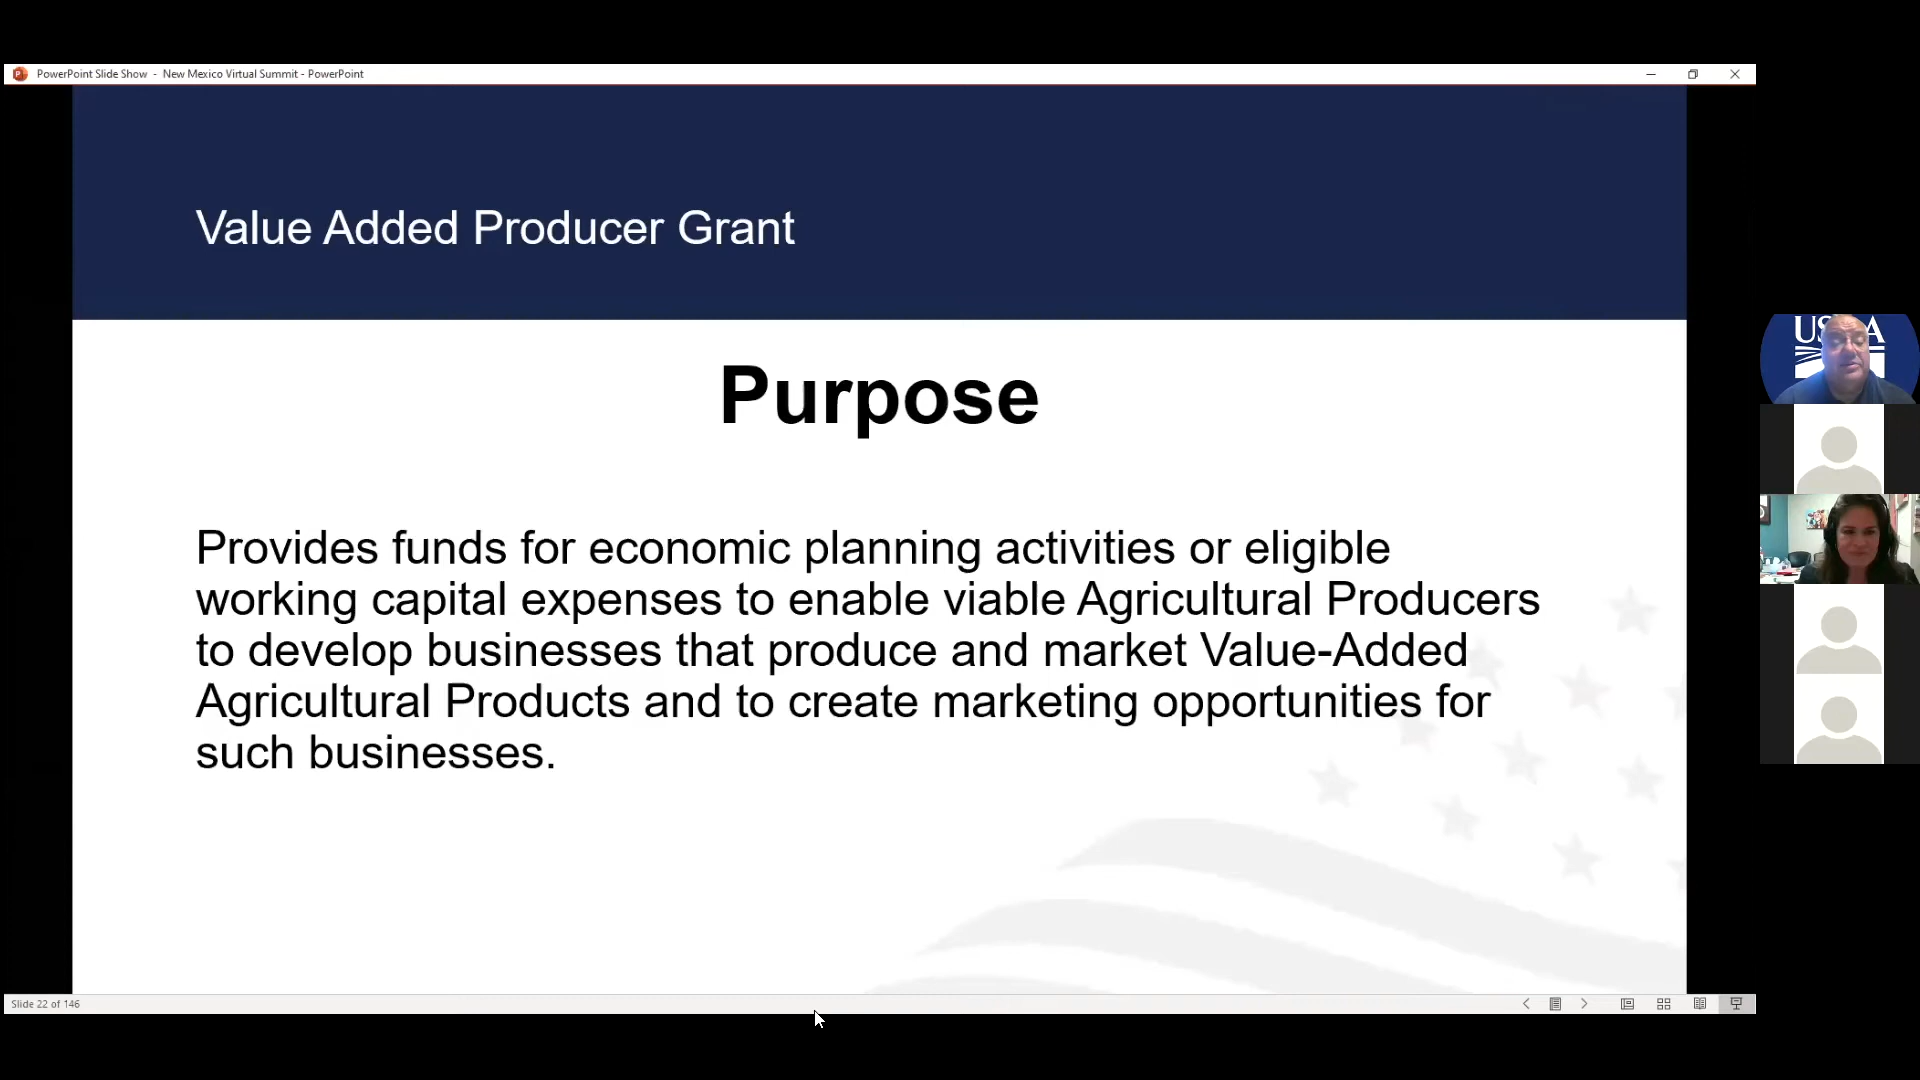 PowerPoint Slide Show - New Mexico Virtual Summit - PowerPoint
Value Added Producer Grant
Purpose
Provides funds for economic planning activities or eligible
working capital expenses to enable viable Agricultural Producers
to develop businesses that produce and market Value-Added
Agricultural Products and to create marketing opportunities for
such businesses.
Slide 22 of 146